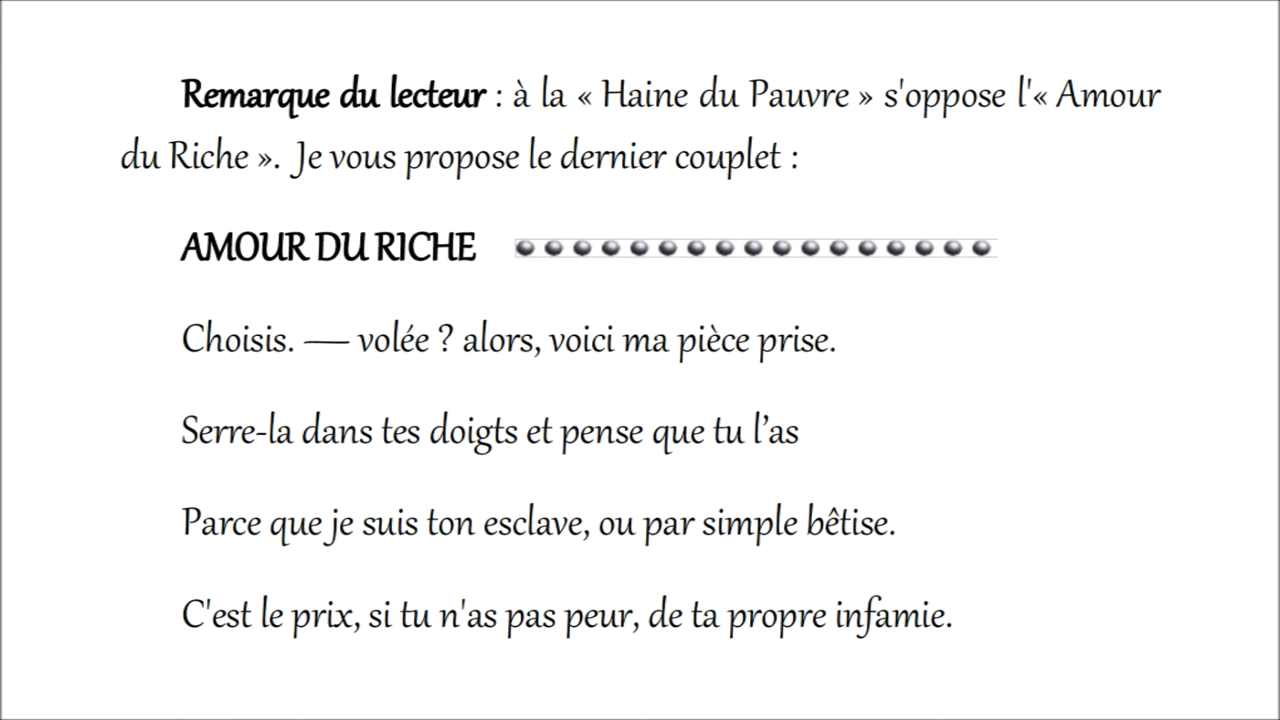 Remarque du lecteur : à la « Haine du Pauvre » s'oppose l'« Amour
du Riche ». Je vous propose le dernier couplet :
AMOUR DU RICHE
Choisis. — volée ? alors, voici ma pièce prise.
Serre-la dans tes doigts et pense que tu l’as
Parce que je suis ton esclave, ou par simple bêtise.
C'est le prix, si tu n'as pas peur, de ta propre infamie.